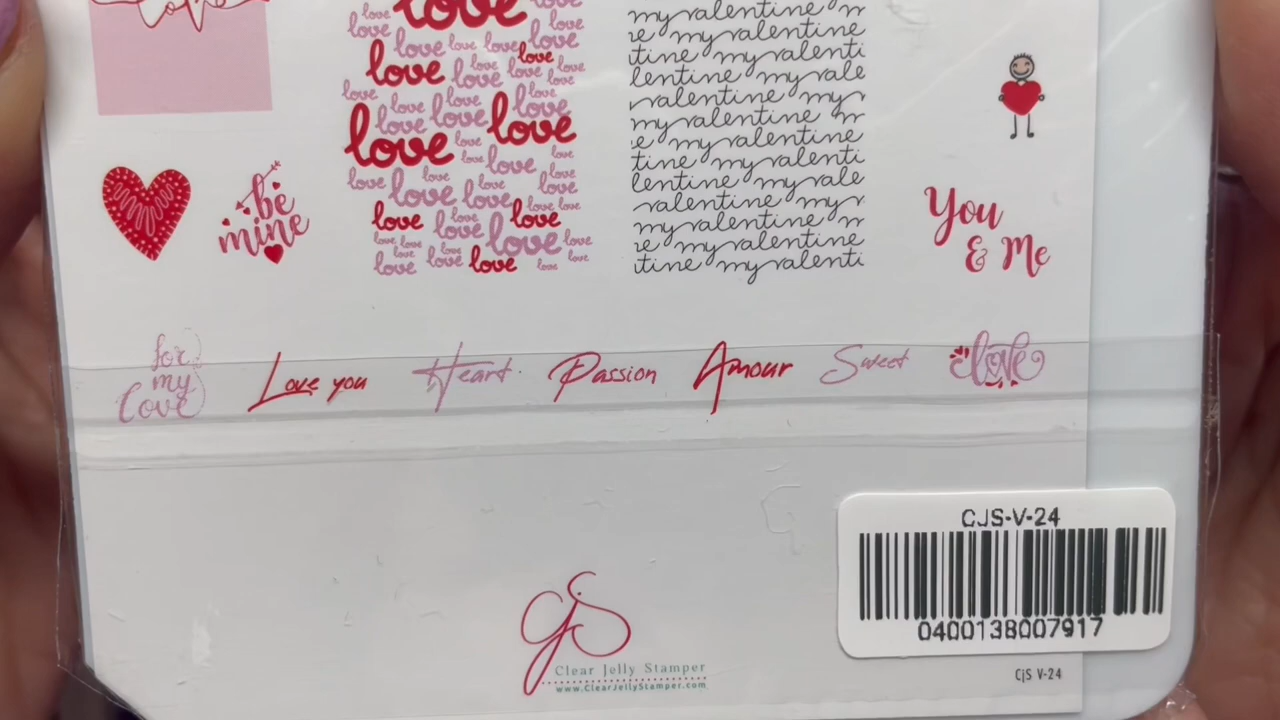 Love
love love love
love love
love love love love
love love love love
love love love love
love love love
love love love love
love love love
love love love
love love love
love love love love
love love love love
love love love love
love love love love love
my valentine
my valentine
tine my valenti
lentine my vale
valentine my
my valentine
e my valentine
tine my valenti
lentine my vale
valentine my
my valentine
my valentine
tine my valenti
be
mine
You
& Me
for
my
Love
Love you
Heart
Passion
Amour
Sweet
love
CJS-V-24
0400138007917
CjS
Clear Jelly Stamper
www.ClearJellyStamper.com
CjS V-24